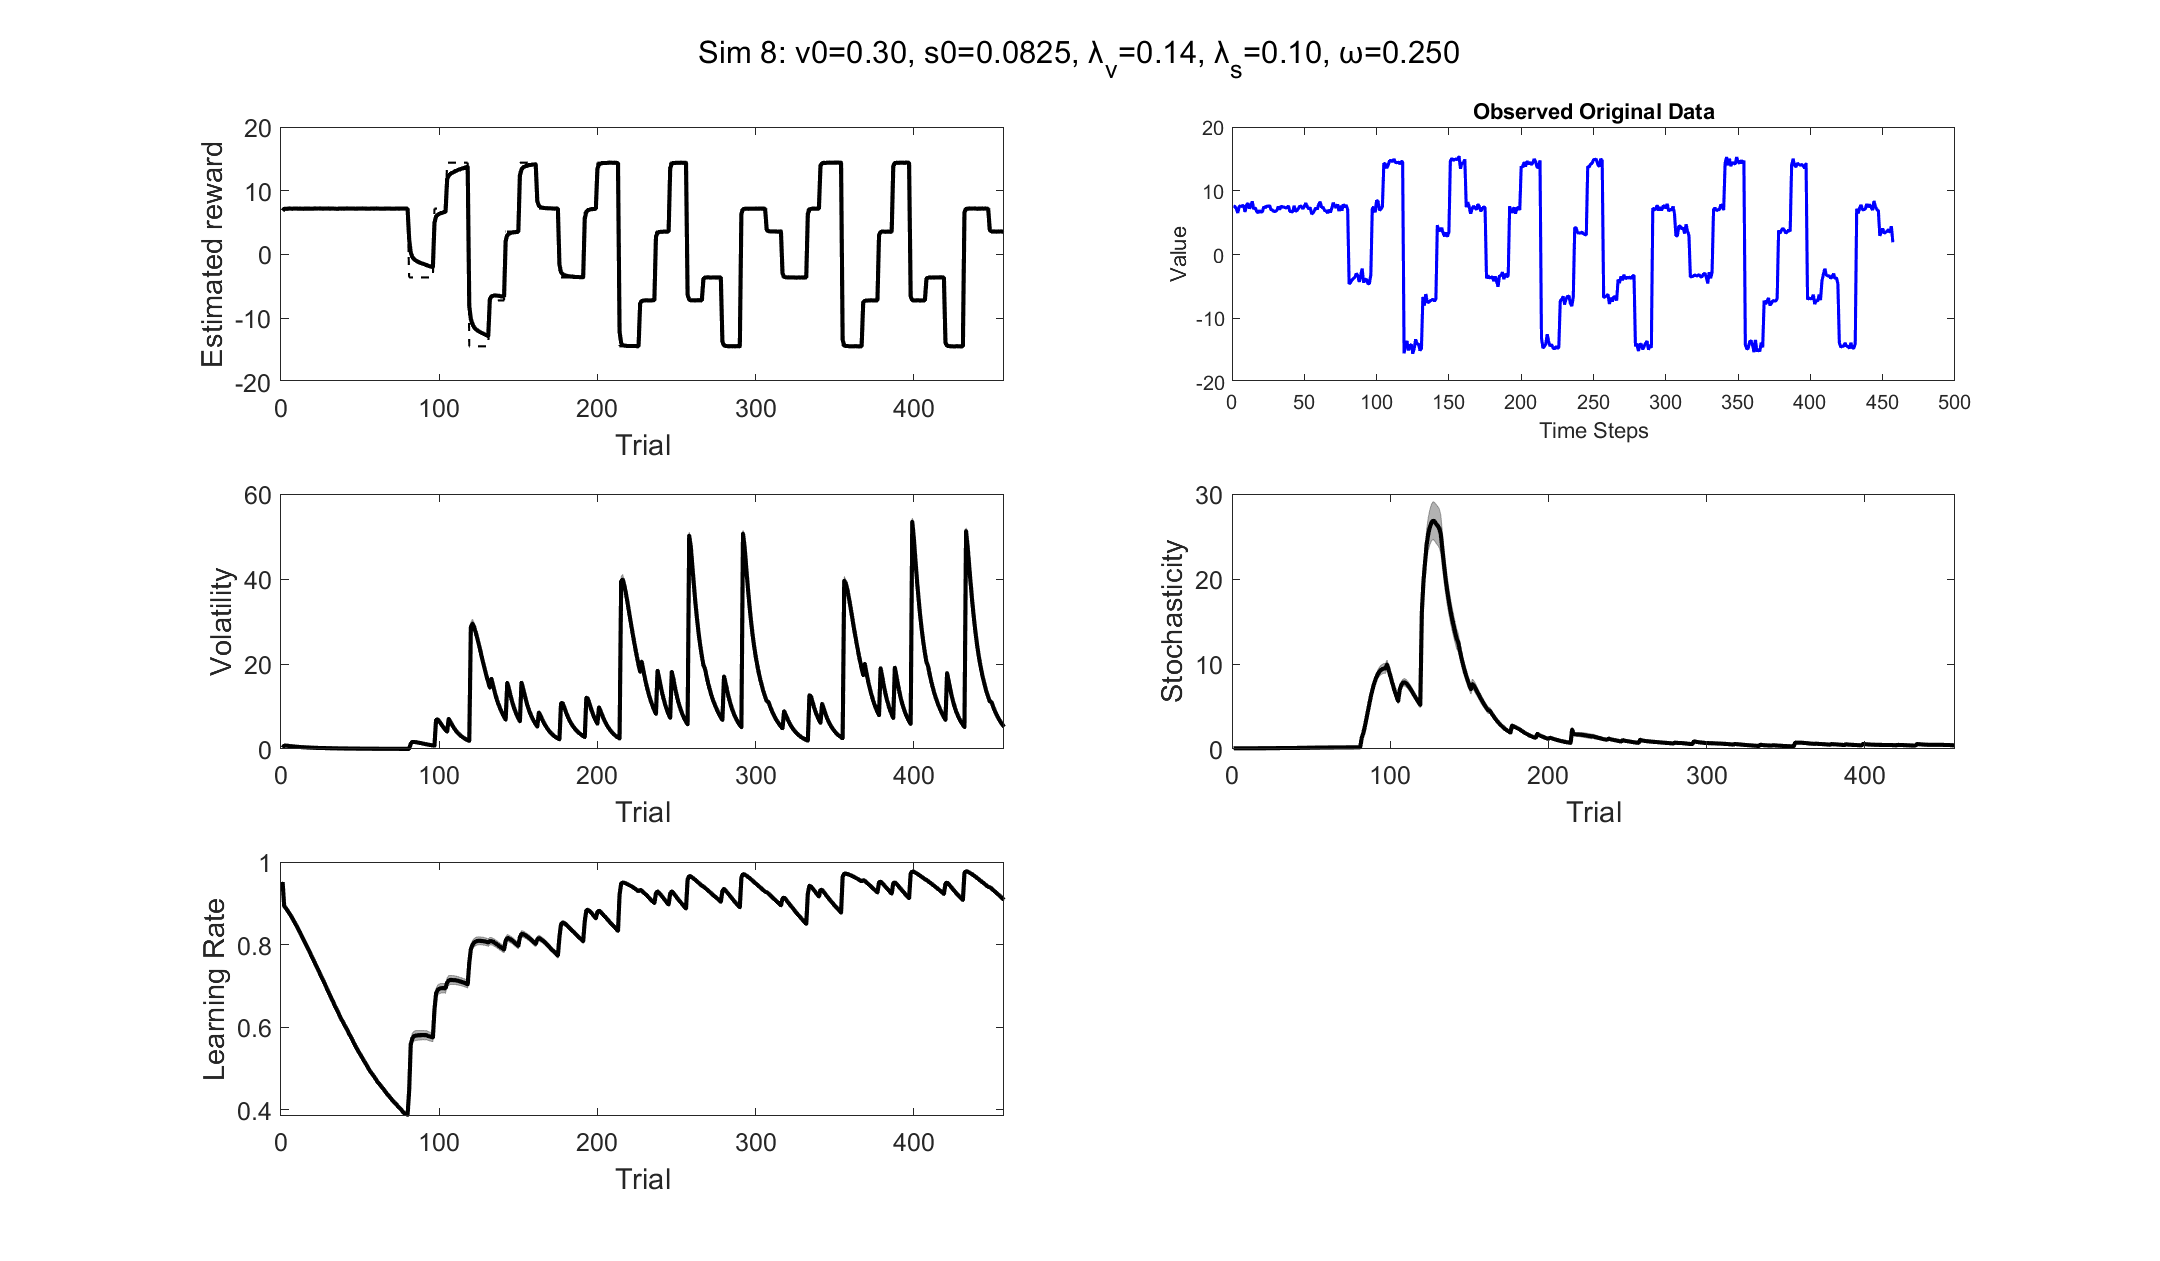 Sim 8: v0=0.30, s0=0.0825, λv=0.14, λs=0.10, ω=0.250
Estimated reward
20
10
0
-10
-20
0 100 200 300 400
Trial
Observed Original Data
Value
20
10
0
-10
-20
0 50 100 150 200 250 300 350 400 450 500
Time Steps
Volatility
60
40
20
0
0 100 200 300 400
Trial
Stochasticity
30
20
10
0
0 100 200 300 400
Trial
Learning Rate
1
0.8
0.6
0.4
0 100 200 300 400
Trial